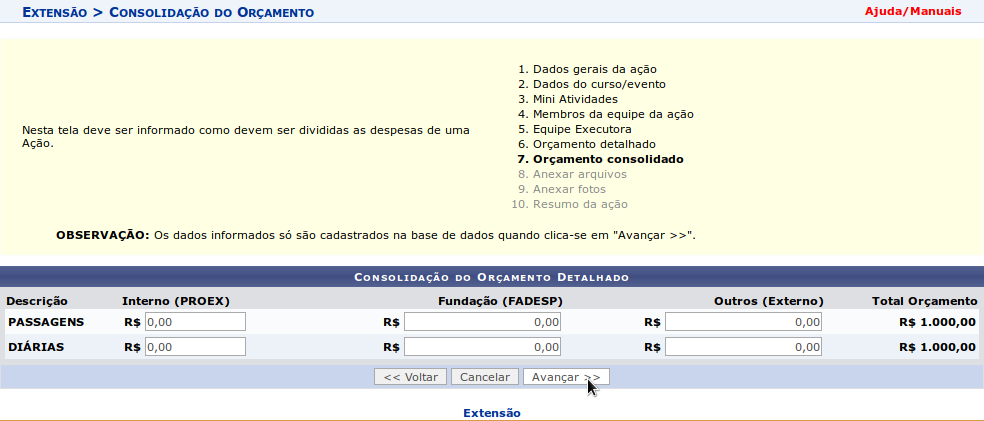 Extensão > Consolidação do Orçamento
Ajuda/Manuais
Nesta tela deve ser informado como devem ser divididas as despesas de uma
Ação.
1. Dados gerais da ação
2. Dados do curso/evento
3. Mini Atividades
4. Membros da equipe da ação
5. Equipe Executora
6. Orçamento detalhado
7. Orçamento consolidado
8. Anexar arquivos
9. Anexar fotos
10. Resumo da ação
OBSERVAÇÃO: Os dados informados só são cadastrados na base de dados quando clica-se em "Avançar >>".
Consolidação do Orçamento Detalhado
Descrição Interno (PROEX) Fundação (FADESP) Outros (Externo) Total Orçamento
PASSAGENS R$ 0,00 R$ 0,00 R$ 0,00 R$ 1.000,00
DIÁRIAS R$ 0,00 R$ 0,00 R$ 0,00 R$ 1.000,00
<< Voltar Cancelar Avançar >>
Extensão